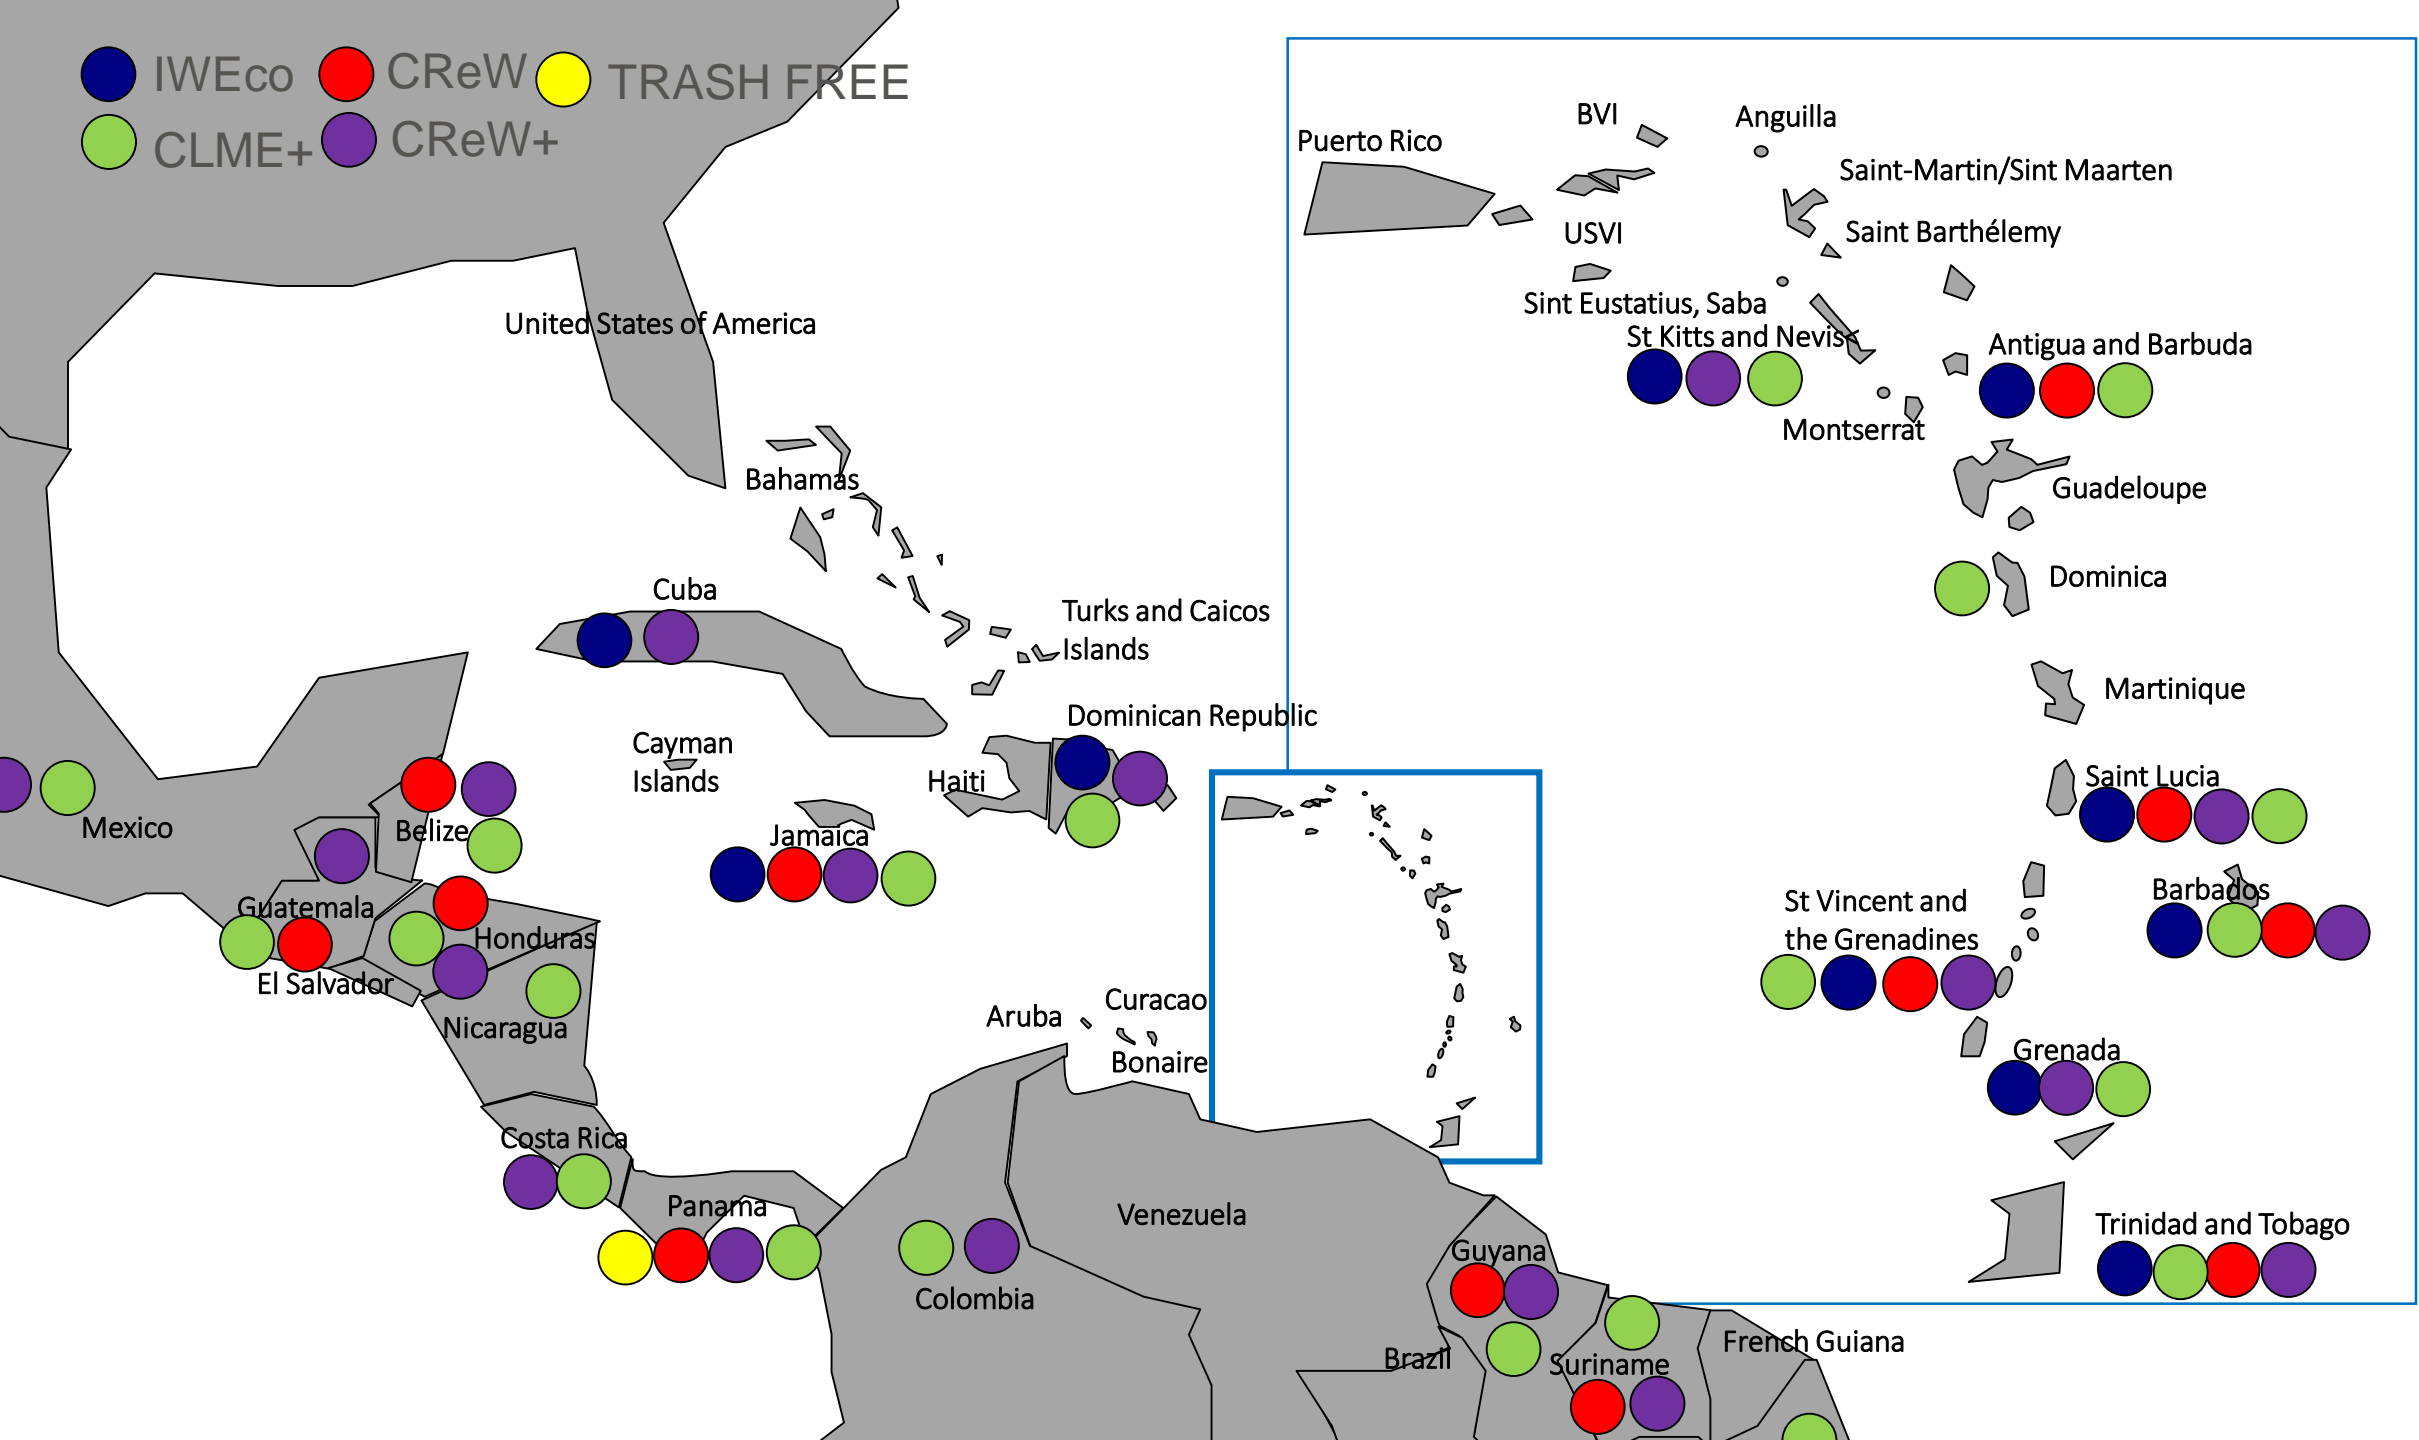 IWEco
CReW
TRASH FREE
CLME+
CReW+
United States of America
Bahamas
Cuba
Turks and Caicos
Islands
Dominican Republic
Cayman
Islands
Haiti
Jamaica
Mexico
Belize
Guatemala
Honduras
El Salvador
Nicaragua
Costa Rica
Panama
Aruba
Curacao
Bonaire
Colombia
Venezuela
Guyana
Brazil
Suriname
French Guiana
Puerto Rico
BVI
Anguilla
Saint-Martin/Sint Maarten
USVI
Saint Barthélemy
Sint Eustatius, Saba
St Kitts and Nevis
Antigua and Barbuda
Montserrat
Guadeloupe
Dominica
Martinique
Saint Lucia
Barbados
St Vincent and
the Grenadines
Grenada
Trinidad and Tobago